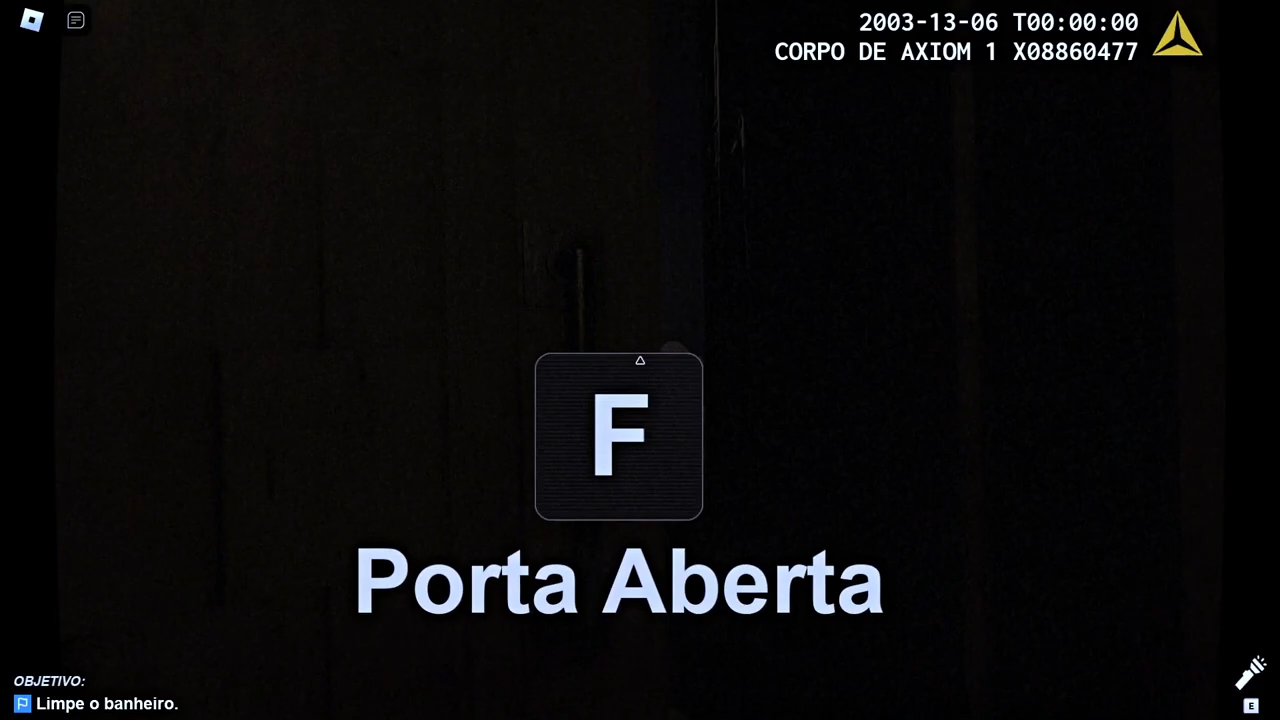 2003-13-06 T00:00:00
CORPO DE AXIOM 1 X08860477
F
Porta Aberta
OBJETIVO:
Limpe o banheiro.
E